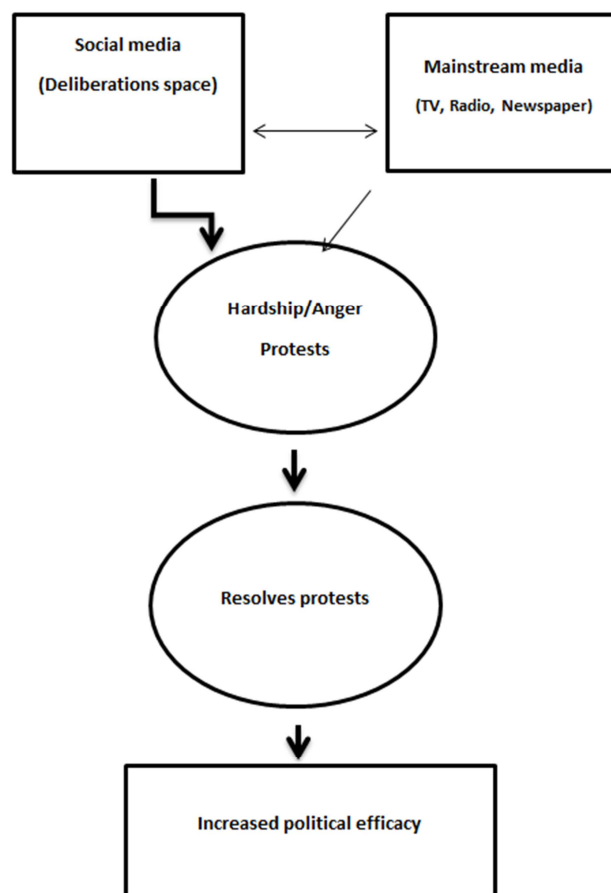 Social media
(Deliberations space)
Mainstream media
(TV, Radio, Newspaper)
Hardship/Anger
Protests
Resolves protests
Increased political efficacy